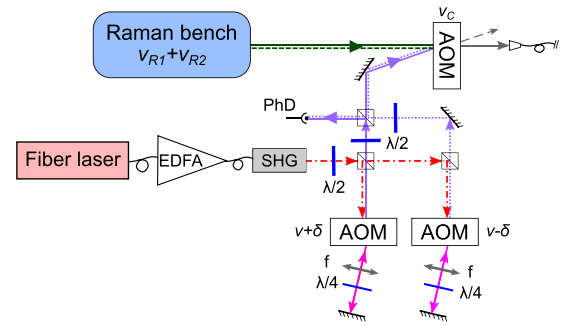 Raman bench
νR1+νR2
νC
AOM
PhD
λ/2
Fiber laser
EDFA
SHG
λ/2
ν+δ
AOM
AOM
ν-δ
f
λ/4
f
λ/4